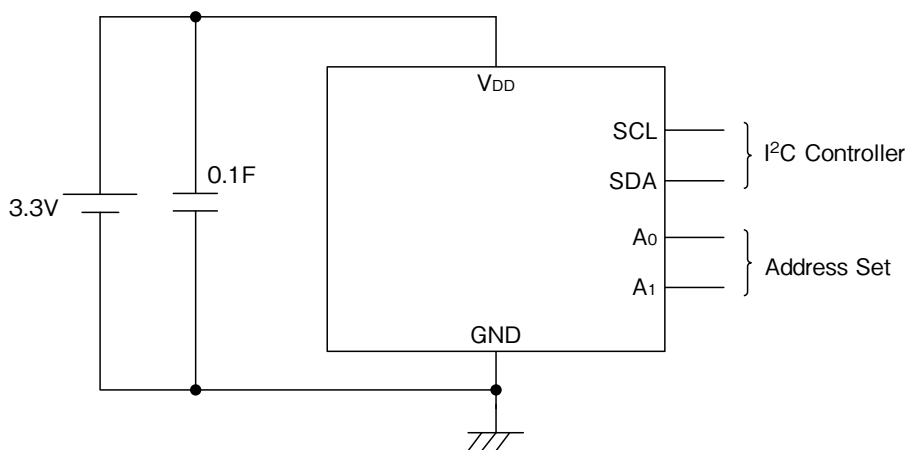 VDD
SCL
I²C Controller
0.1F
SDA
3.3V
A0
Address Set
A1
GND